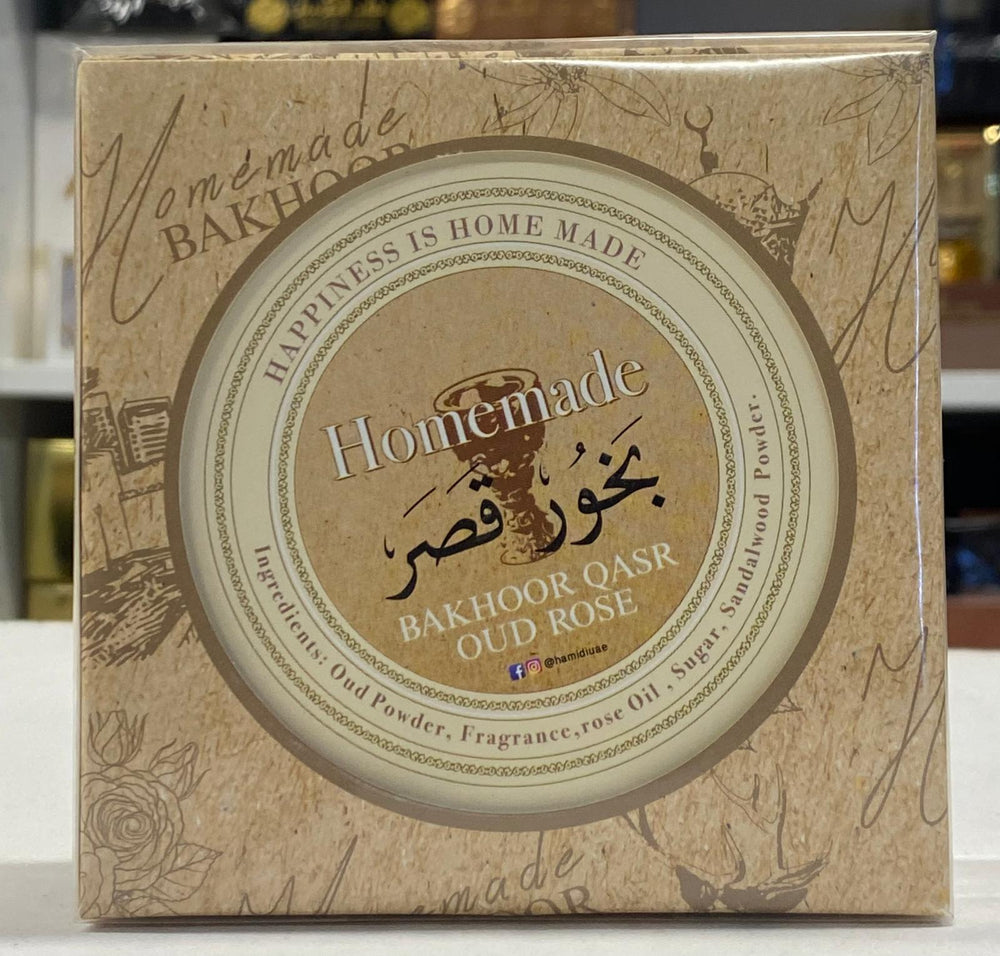 Homemade
BAKHOOR
HAPPINESS IS HOME MADE
Homemade
بخور قصر
BAKHOOR QASR
OUD ROSE
@hamidiuae
Ingredients: Oud Powder, Fragrance,rose Oil , Sugar, Sandalwood Powder.